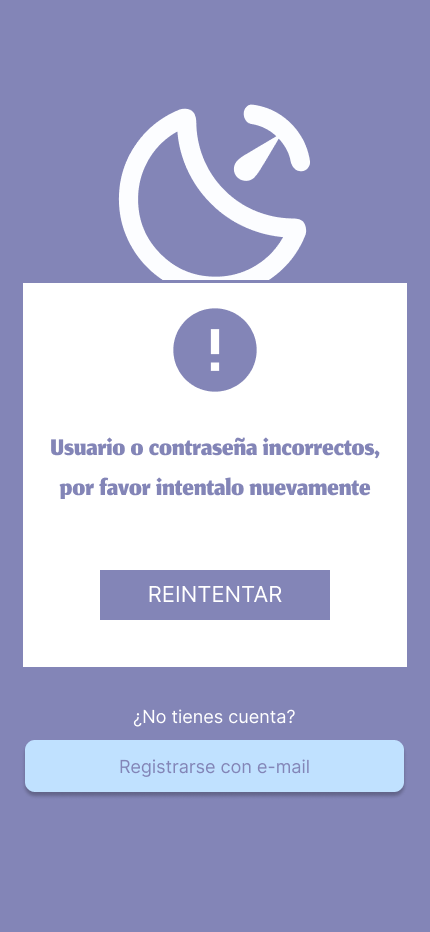 Usuario o contraseña incorrectos,
por favor intentalo nuevamente
REINTENTAR
¿No tienes cuenta?
Registrarse con e-mail